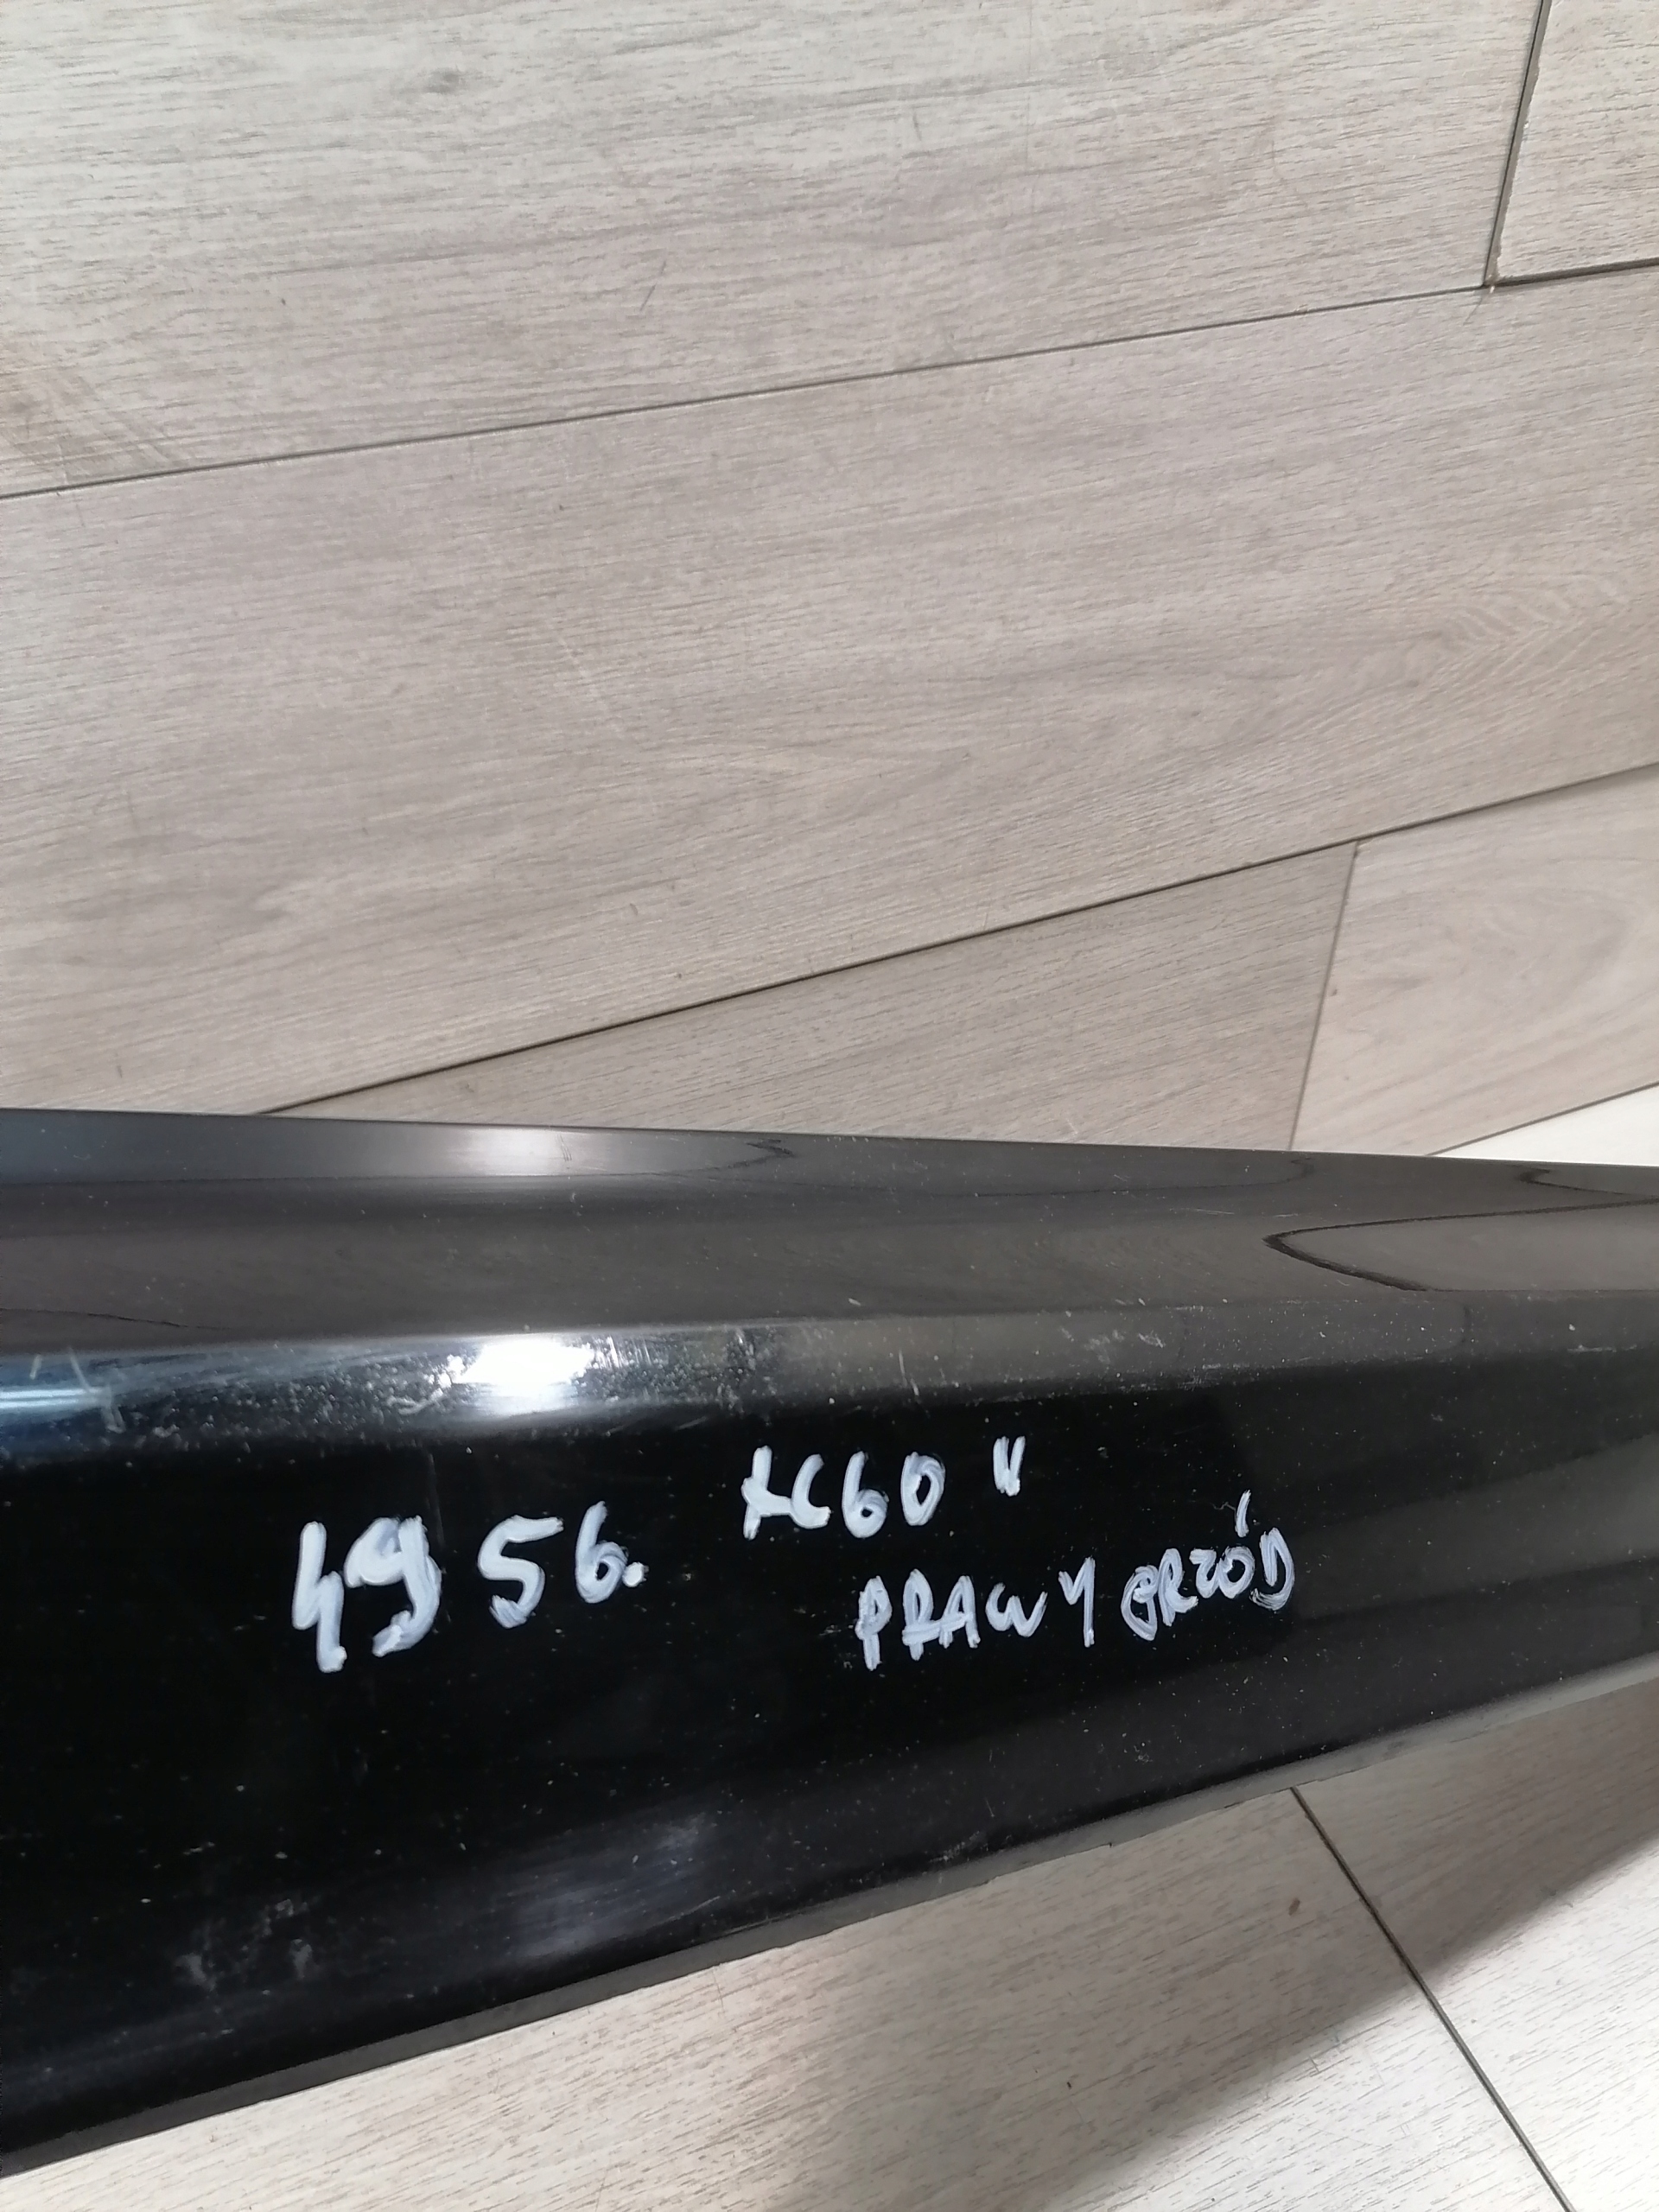 4956. XC60 II
PRAWY PRZÓD